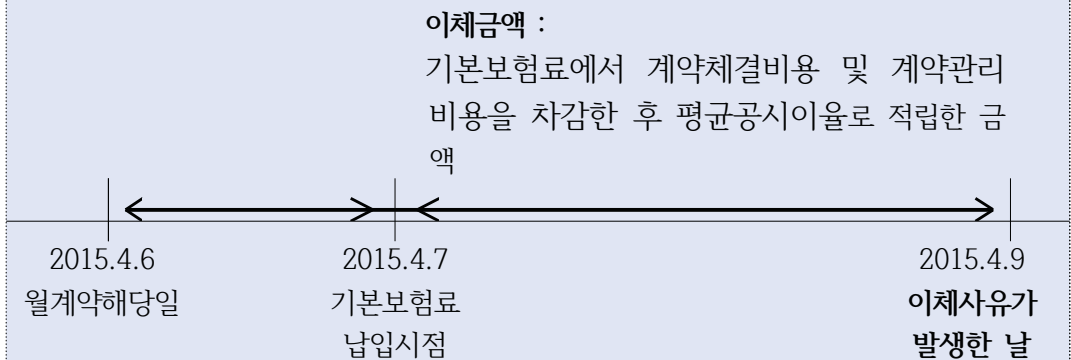 이체금액 :
기본보험료에서 계약체결비용 및 계약관리
비용을 차감한 후 평균공시이율로 적립한 금
액
2015.4.6 2015.4.7 2015.4.9
월계약해당일 기본보험료 이체사유가
납입시점 발생한 날